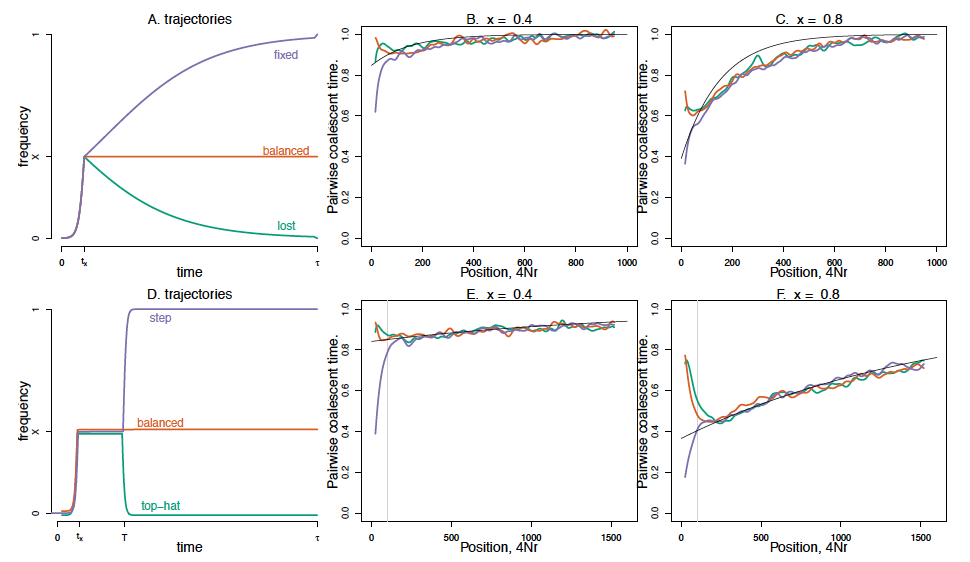 A. trajectories
frequency
1
x
0
fixed
balanced
lost
0
tx
τ
time
B. x = 0.4
Pairwise coalescent time.
1.0
0.8
0.6
0.4
0.2
0.0
0 200 400 600 800 1000
Position, 4Nr
C. x = 0.8
Pairwise coalescent time.
1.0
0.8
0.6
0.4
0.2
0.0
0 200 400 600 800 1000
Position, 4Nr
D. trajectories
frequency
1
x
0
step
balanced
top-hat
0
tx
T
τ
time
E. x = 0.4
Pairwise coalescent time.
1.0
0.8
0.6
0.4
0.2
0.0
0 500 1000 1500
Position, 4Nr
F. x = 0.8
Pairwise coalescent time.
1.0
0.8
0.6
0.4
0.2
0.0
0 500 1000 1500
Position, 4Nr